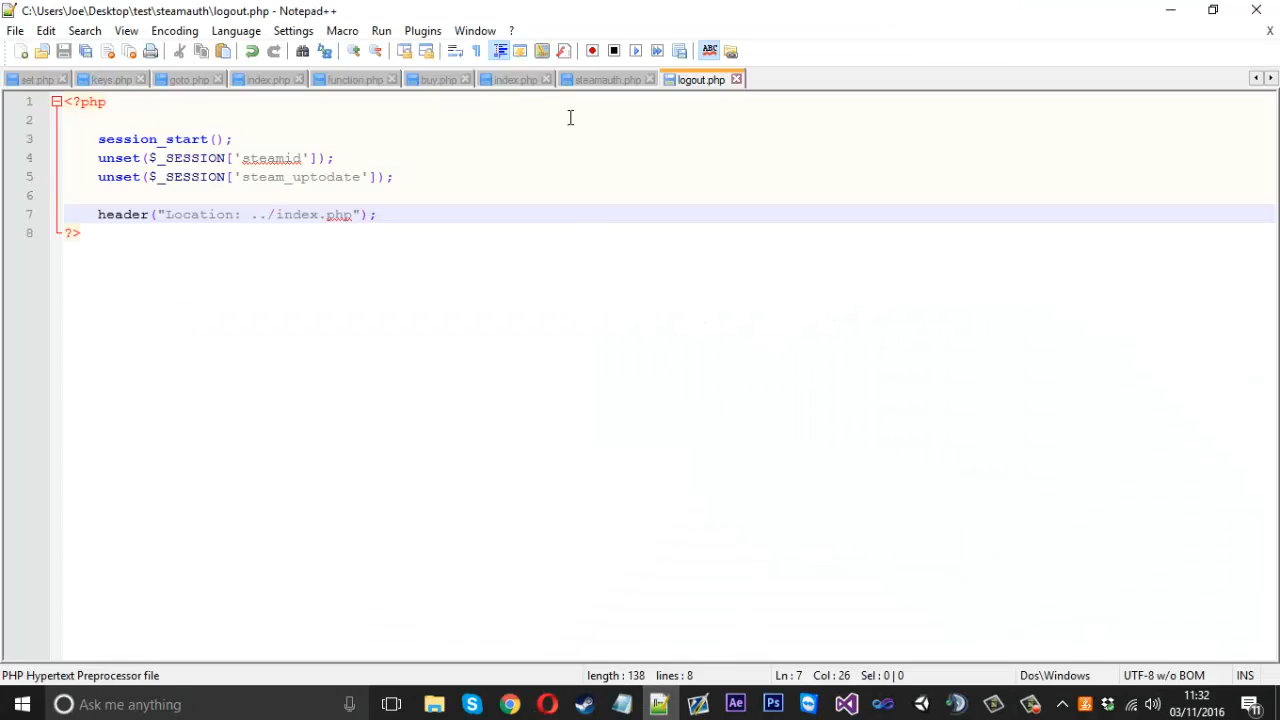 C:\Users\Joe\Desktop\test\steamauth\logout.php - Notepad++
File Edit Search View Encoding Language Settings Macro Run Plugins Window ? X
sel.php keys.php goto.php index.php function.php buy.php index.php steamauth.php logout.php
1 <?php
2
3 session_start();
4 unset($_SESSION['steamid']);
5 unset($_SESSION['steam_uptodate']);
6
7 header("Location: ../index.php");
8 ?>
PHP Hypertext Preprocessor file length : 138 lines : 8 Ln : 7 Col : 26 Sel : 0 | 0 Dos\Windows UTF-8 w/o BOM INS
Ask me anything 11:32
03/11/2016